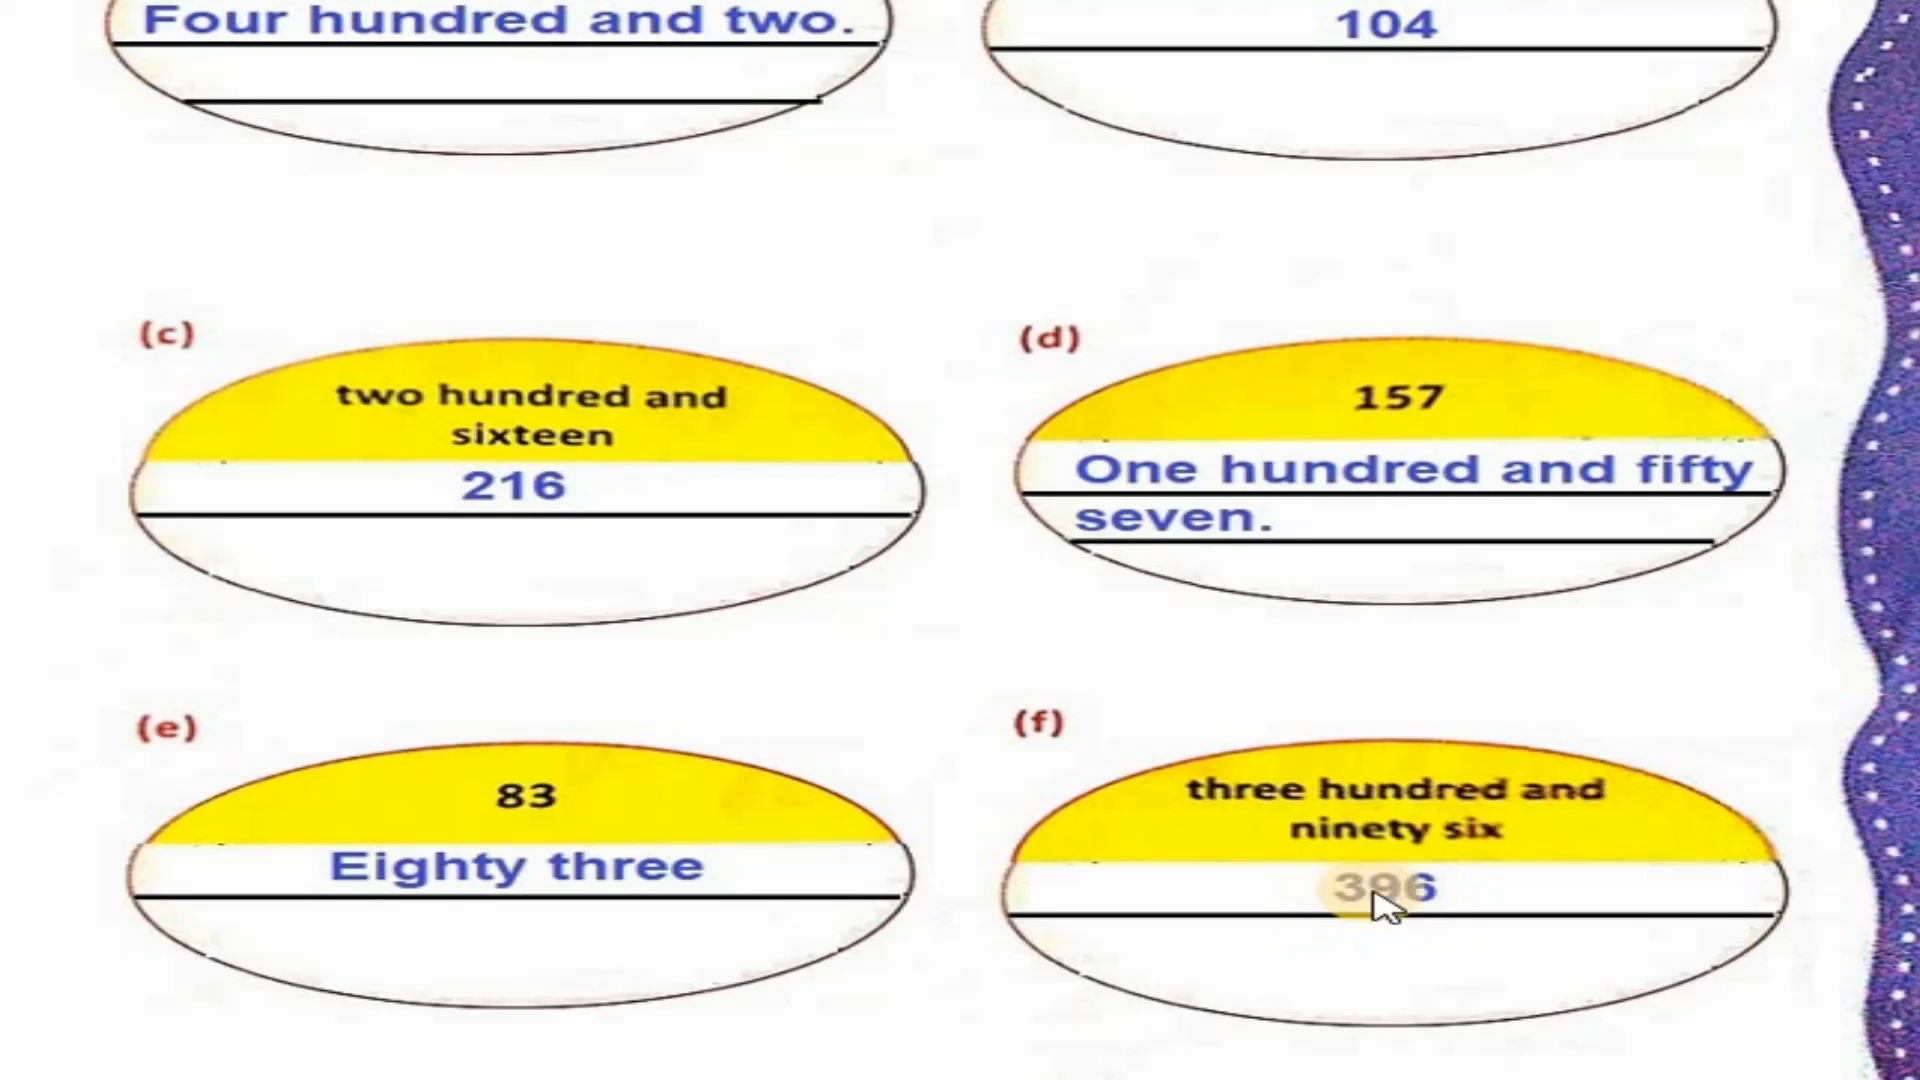 Four hundred and two.
104
(c)
two hundred and
sixteen
216
(d)
157
One hundred and fifty
seven.
(e)
83
Eighty three
(f)
three hundred and
ninety six
396